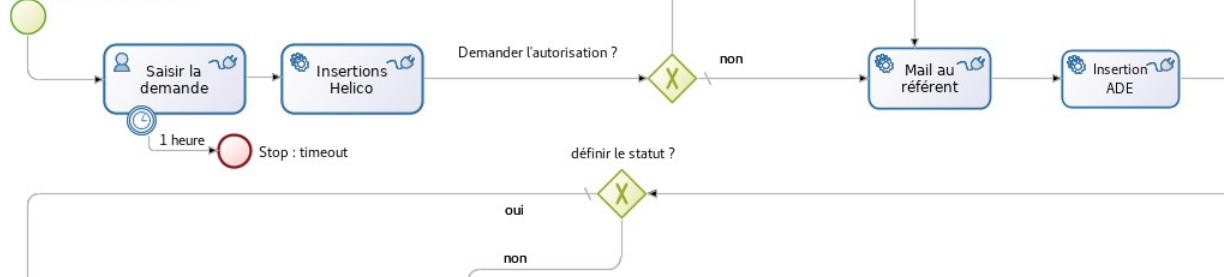 Demander l'autorisation ?
non
Saisir la
demande
Insertions
Helico
Mail au
référent
Insertion
ADE
1 heure
Stop : timeout
définir le statut ?
oui
non